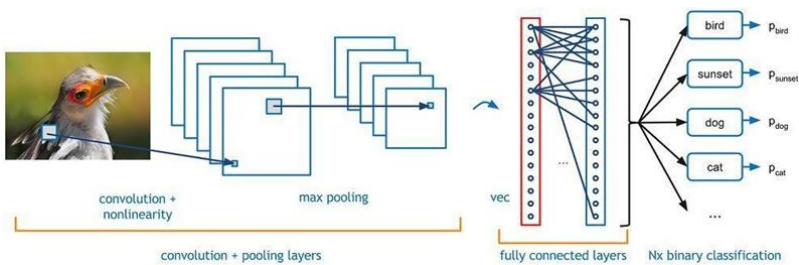 bird
p_bird
sunset
p_sunset
dog
p_dog
cat
p_cat
...
...
convolution +
nonlinearity
max pooling
vec
convolution + pooling layers
fully connected layers
Nx binary classification